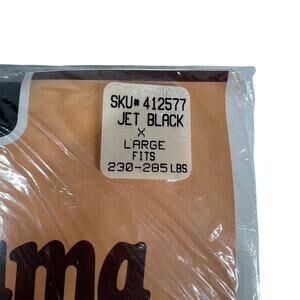 SKU# 412577
JET BLACK
X
LARGE
FITS
230-285 LBS